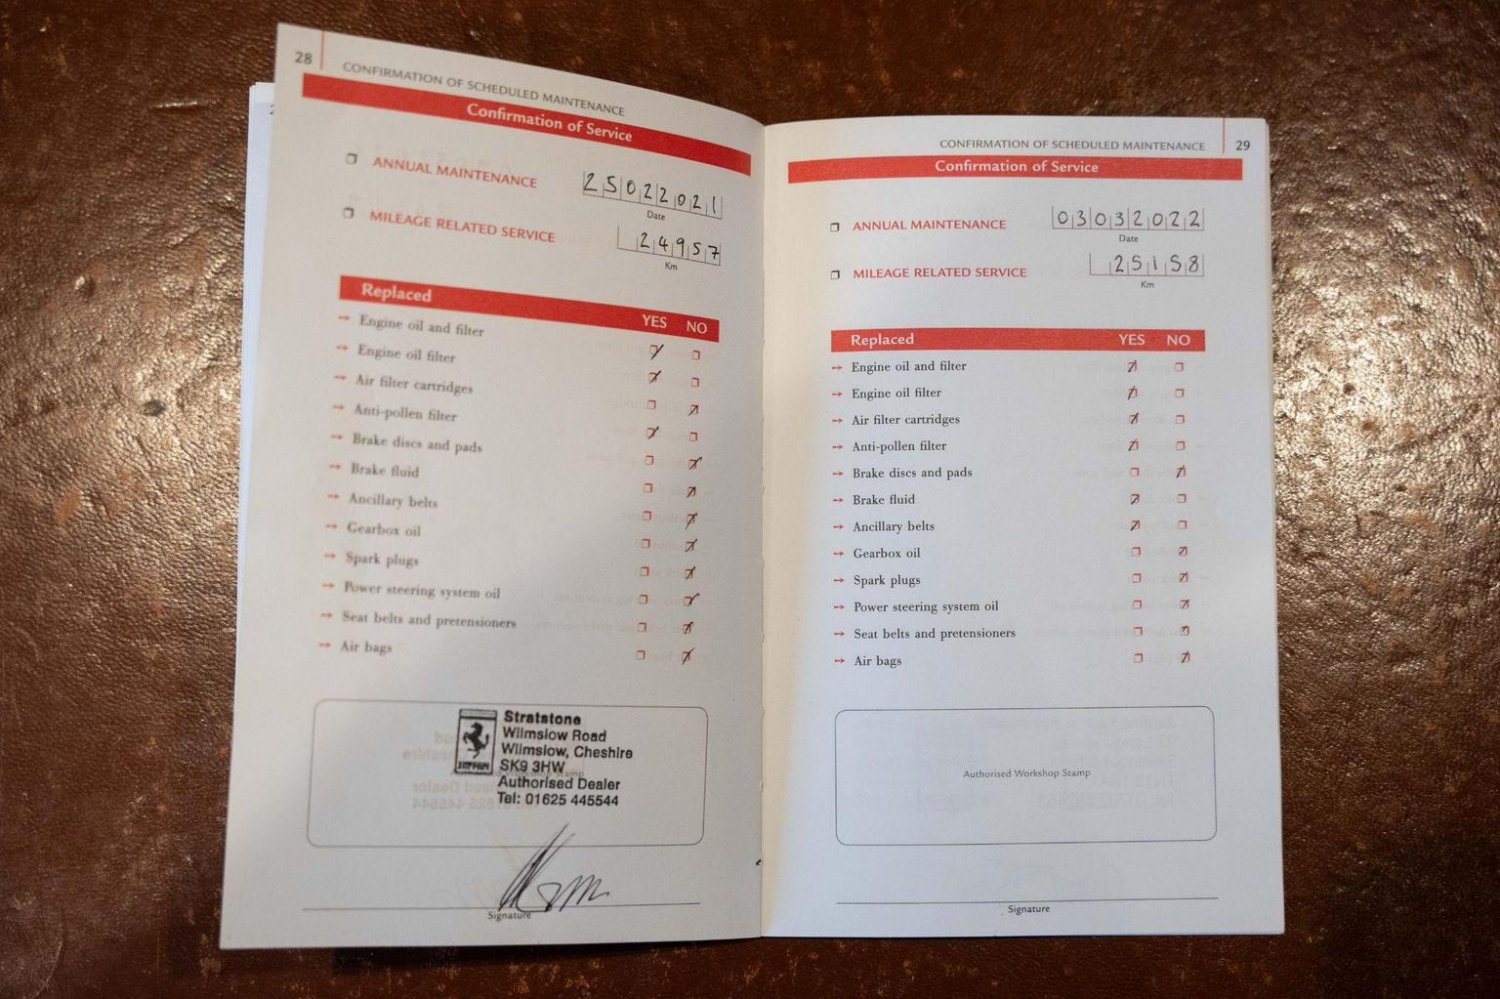 28
CONFIRMATION OF SCHEDULED MAINTENANCE
Confirmation of Service
ANNUAL MAINTENANCE 25022021
Date
MILEAGE RELATED SERVICE 24957
Km
Replaced YES NO
Engine oil and filter
Engine oil filter
Air filter cartridges
Anti-pollen filter
Brake discs and pads
Brake fluid
Ancillary belts
Gearbox oil
Spark plugs
Power steering system oil
Seat belts and pretensioners
Air bags
Stratstone
Wilmslow Road
Wilmslow, Cheshire
SK9 3HW
Authorised Dealer
Tel: 01625 445544
Ferrari
Signature
CONFIRMATION OF SCHEDULED MAINTENANCE 29
Confirmation of Service
ANNUAL MAINTENANCE 03032022
Date
MILEAGE RELATED SERVICE 25158
Km
Replaced YES NO
Engine oil and filter
Engine oil filter
Air filter cartridges
Anti-pollen filter
Brake discs and pads
Brake fluid
Ancillary belts
Gearbox oil
Spark plugs
Power steering system oil
Seat belts and pretensioners
Air bags
Authorised Workshop Stamp
Signature